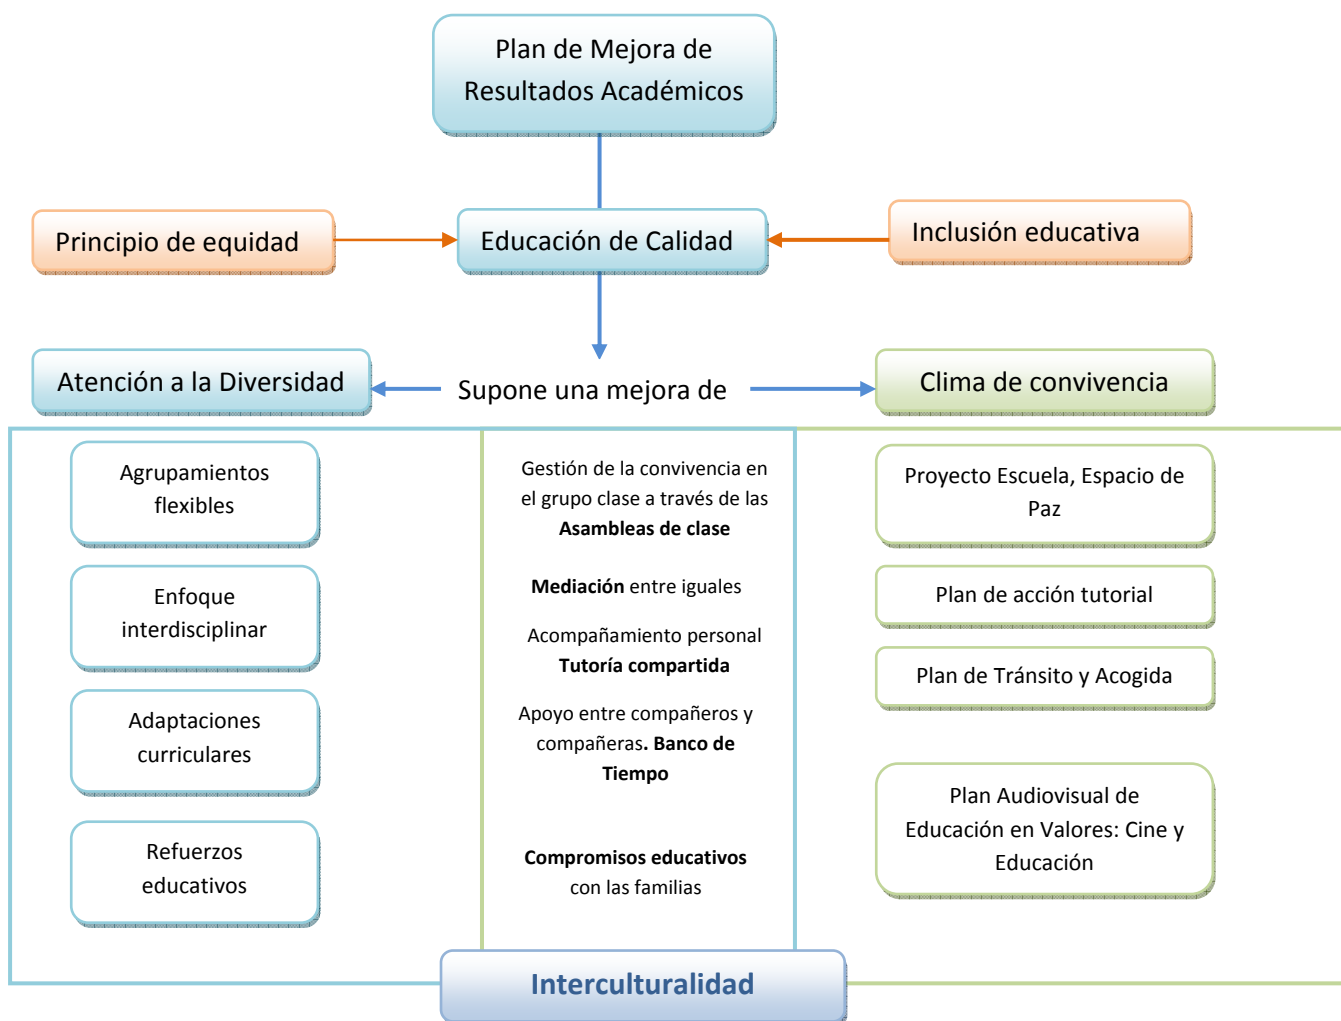 Plan de Mejora de
Resultados Académicos
Principio de equidad
Educación de Calidad
Inclusión educativa
Atención a la Diversidad
Supone una mejora de
Clima de convivencia
Agrupamientos
flexibles
Enfoque
interdisciplinar
Adaptaciones
curriculares
Refuerzos
educativos
Gestión de la convivencia en
el grupo clase a través de las
Asambleas de clase
Mediación entre iguales
Acompañamiento personal
Tutoría compartida
Apoyo entre compañeros y
compañeras. Banco de
Tiempo
Compromisos educativos
con las familias
Proyecto Escuela, Espacio de
Paz
Plan de acción tutorial
Plan de Tránsito y Acogida
Plan Audiovisual de
Educación en Valores: Cine y
Educación
Interculturalidad